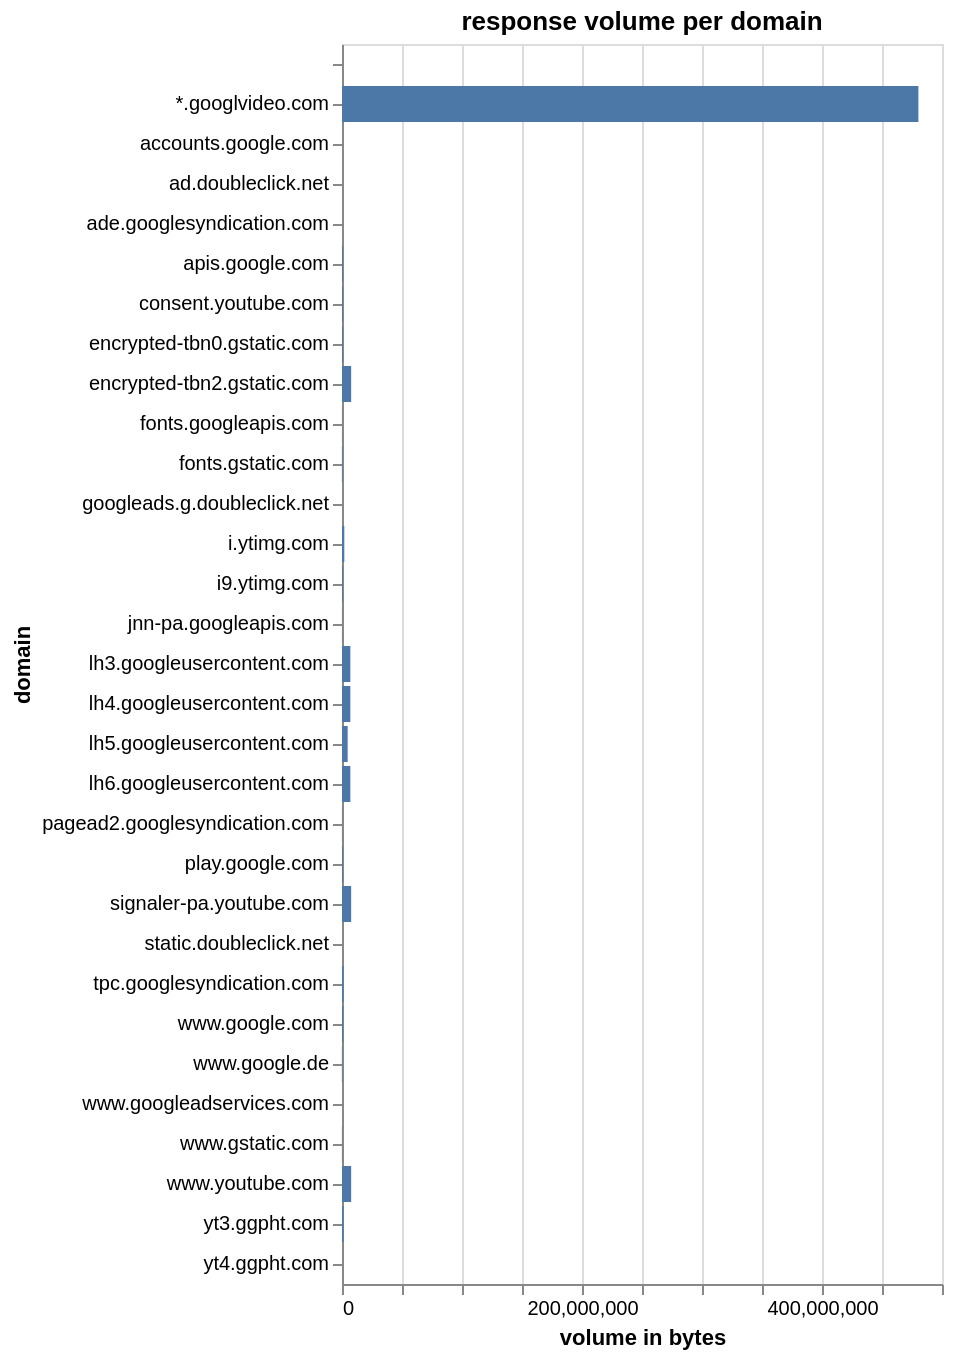 response volume per domain
*.googlvideo.com
accounts.google.com
ad.doubleclick.net
ade.googlesyndication.com
apis.google.com
consent.youtube.com
encrypted-tbn0.gstatic.com
encrypted-tbn2.gstatic.com
fonts.googleapis.com
fonts.gstatic.com
googleads.g.doubleclick.net
i.ytimg.com
i9.ytimg.com
jnn-pa.googleapis.com
lh3.googleusercontent.com
lh4.googleusercontent.com
lh5.googleusercontent.com
lh6.googleusercontent.com
pagead2.googlesyndication.com
play.google.com
signaler-pa.youtube.com
static.doubleclick.net
tpc.googlesyndication.com
www.google.com
www.google.de
www.googleadservices.com
www.gstatic.com
www.youtube.com
yt3.ggpht.com
yt4.ggpht.com
domain
0 200,000,000 400,000,000
volume in bytes